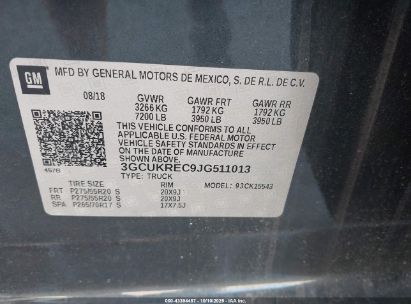 GM
MFD BY GENERAL MOTORS DE MEXICO, S. DE R.L. DE C.V.
08/18 GVWR GAWR FRT GAWR RR
3266 KG 1792 KG 1792 KG
7200 LB 3950 LB 3950 LB
THIS VEHICLE CONFORMS TO ALL APPLICABLE
U.S. FEDERAL MOTOR
VEHICLE SAFETY STANDARDS IN EFFECT ON THE
DATE OF MANUFACTURE SHOWN ABOVE.
3GCUKREC9JG511013
TYPE: TRUCK
TIRE SIZE RIM MODEL: 93CK15543
FRT P275/55R20 S 20X9J
RR P275/55R20 S 20X9J
SPA P265/70R17 S 17X7.5J